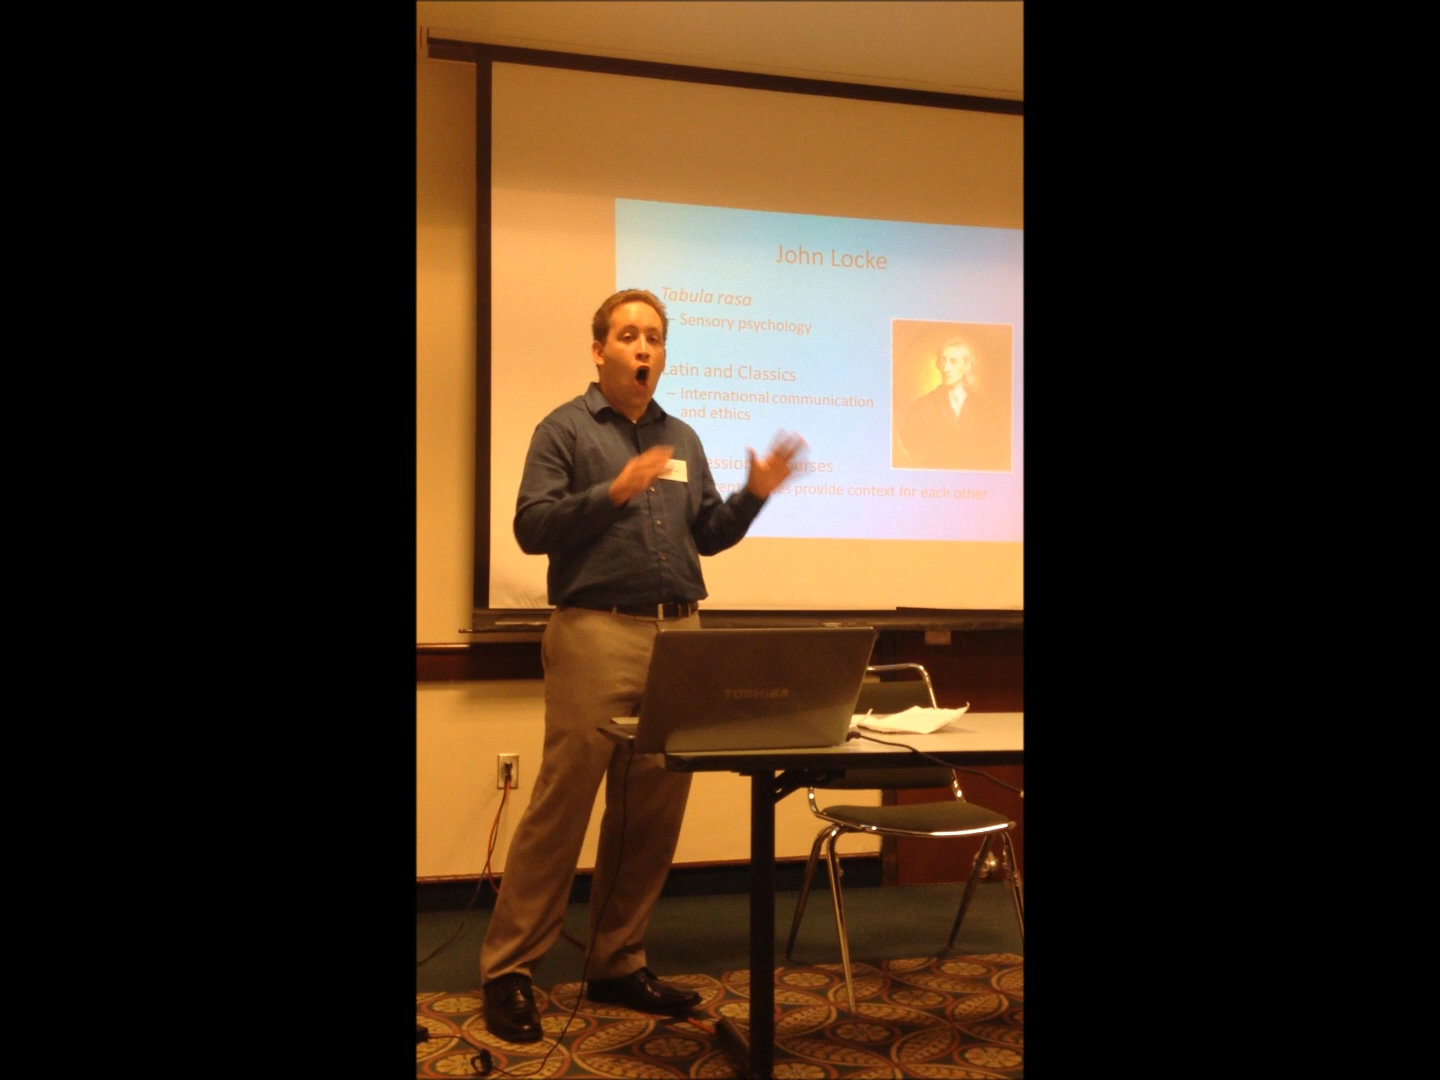 John Locke
Tabula rasa
– Sensory psychology
Latin and Classics
– International communication
and ethics
provide context for each other
TOSHIBA